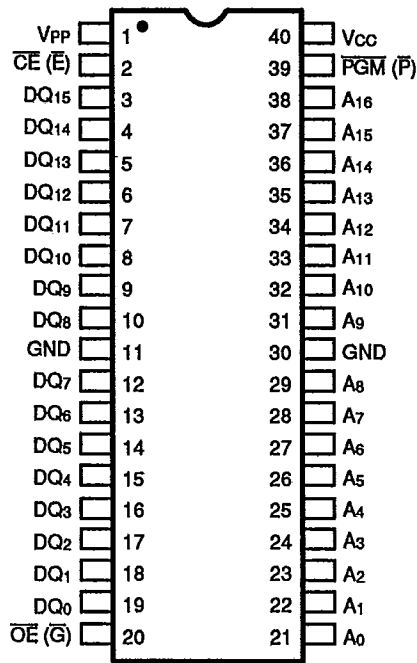 VPP 1 40 VCC
CE (E) 2 39 PGM (P)
DQ15 3 38 A16
DQ14 4 37 A15
DQ13 5 36 A14
DQ12 6 35 A13
DQ11 7 34 A12
DQ10 8 33 A11
DQ9 9 32 A10
DQ8 10 31 A9
GND 11 30 GND
DQ7 12 29 A8
DQ6 13 28 A7
DQ5 14 27 A6
DQ4 15 26 A5
DQ3 16 25 A4
DQ2 17 24 A3
DQ1 18 23 A2
DQ0 19 22 A1
OE (G) 20 21 A0